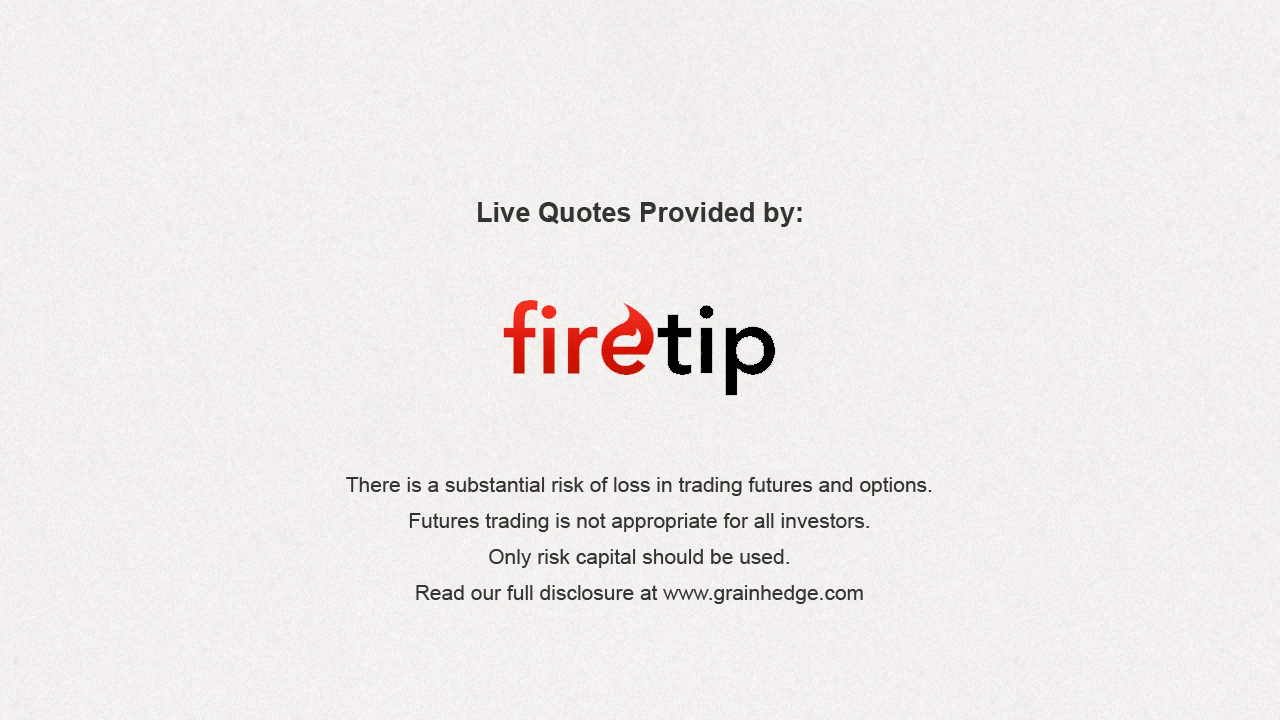 Live Quotes Provided by:
firetip
There is a substantial risk of loss in trading futures and options.
Futures trading is not appropriate for all investors.
Only risk capital should be used.
Read our full disclosure at www.grainhedge.com